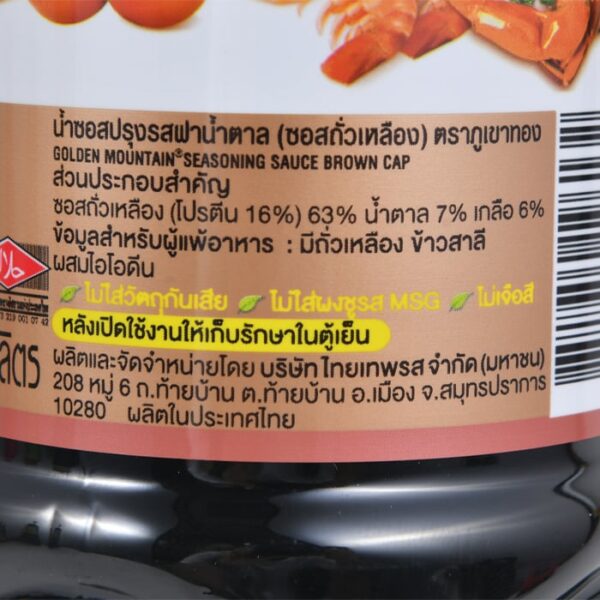 น้ำซอสปรุงรสฝาน้ำตาล (ซอสถั่วเหลือง) ตราภูเขาทอง
GOLDEN MOUNTAIN® SEASONING SAUCE BROWN CAP
ส่วนประกอบสำคัญ
ซอสถั่วเหลือง (โปรตีน 16%) 63% น้ำตาล 7% เกลือ 6%
ข้อมูลสำหรับผู้แพ้อาหาร : มีถั่วเหลือง ข้าวสาลี
ผสมไอโอดีน
ไม่ใส่วัตถุกันเสีย ไม่ใส่ผงชูรส MSG ไม่เจือสี
หลังเปิดใช้งานให้เก็บรักษาในตู้เย็น
ผลิตและจัดจำหน่ายโดย บริษัท ไทยเทพรส จำกัด (มหาชน)
208 หมู่ 6 ถ.ท้ายบ้าน ต.ท้ายบ้าน อ.เมือง จ.สมุทรปราการ
10280 ผลิตในประเทศไทย